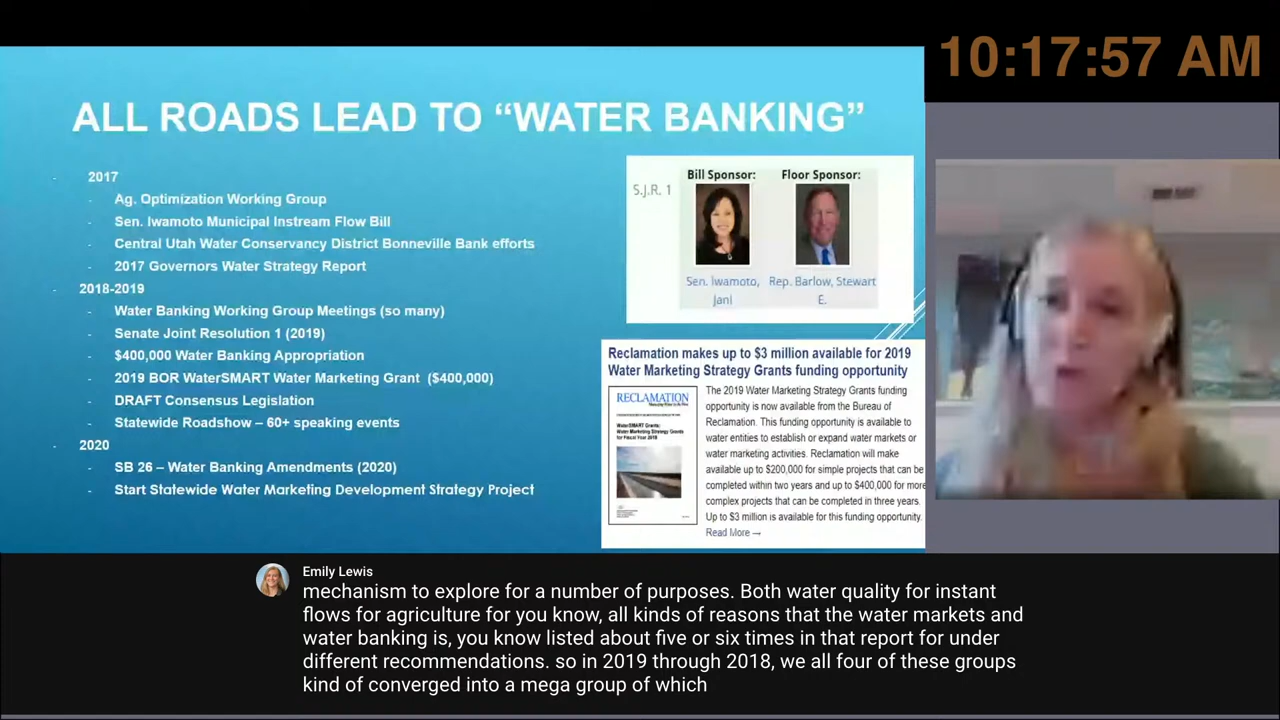 10:17:57 AM
ALL ROADS LEAD TO “WATER BANKING”
- 2017
- Ag. Optimization Working Group
- Sen. Iwamoto Municipal Instream Flow Bill
- Central Utah Water Conservancy District Bonneville Bank efforts
- 2017 Governors Water Strategy Report
- 2018-2019
- Water Banking Working Group Meetings (so many)
- Senate Joint Resolution 1 (2019)
- $400,000 Water Banking Appropriation
- 2019 BOR WaterSMART Water Marketing Grant ($400,000)
- DRAFT Consensus Legislation
- Statewide Roadshow – 60+ speaking events
- 2020
- SB 26 – Water Banking Amendments (2020)
- Start Statewide Water Marketing Development Strategy Project
S.J.R. 1
Bill Sponsor:
Sen. Iwamoto,
Jani
Floor Sponsor:
Rep. Barlow, Stewart
E.
Reclamation makes up to $3 million available for 2019
Water Marketing Strategy Grants funding opportunity
RECLAMATION
WaterSMART Grants:
Water Marketing Strategy Grants
for Fiscal Year 2019
The 2019 Water Marketing Strategy Grants funding
opportunity is now available from the Bureau of
Reclamation. This funding opportunity is available to
water entities to establish or expand water markets or
water marketing activities. Reclamation will make
available up to $200,000 for simple projects that can be
completed within two years and up to $400,000 for more
complex projects that can be completed in three years.
Up to $3 million is available for this funding opportunity.
Read More →
Emily Lewis
mechanism to explore for a number of purposes. Both water quality for instant
flows for agriculture for you know, all kinds of reasons that the water markets and
water banking is, you know listed about five or six times in that report for under
different recommendations. so in 2019 through 2018, we all four of these groups
kind of converged into a mega group of which